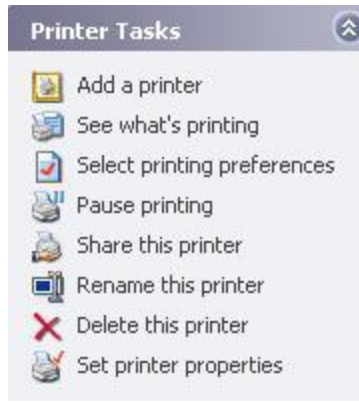 Printer Tasks
Add a printer
See what's printing
Select printing preferences
Pause printing
Share this printer
Rename this printer
Delete this printer
Set printer properties